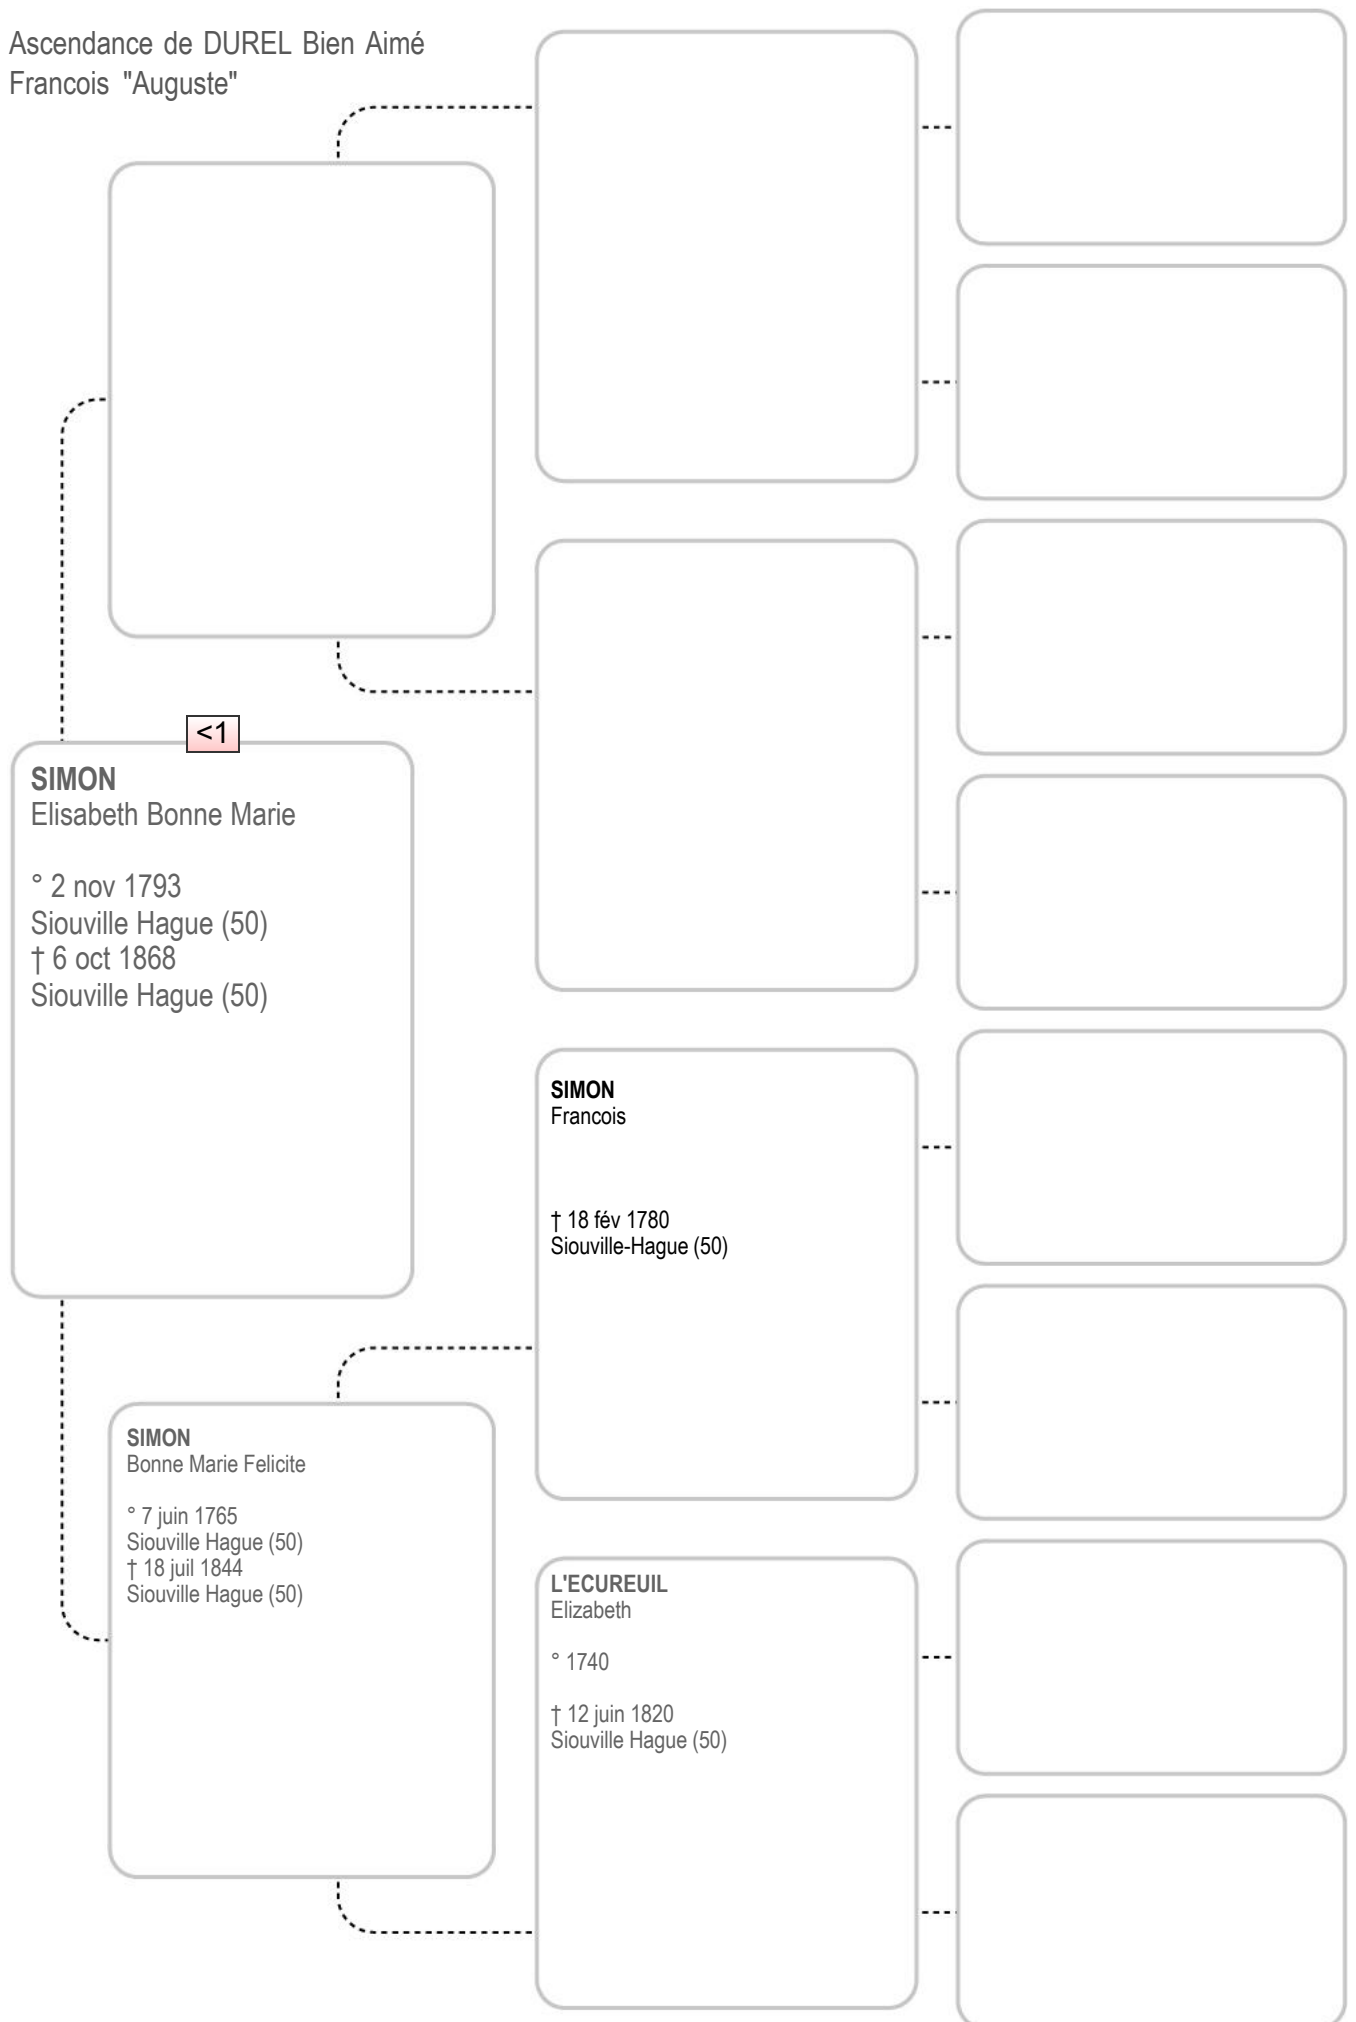 Ascendance de DUREL Bien Aimé
Francois "Auguste"
<1
SIMON
Elisabeth Bonne Marie
° 2 nov 1793
Siouville Hague (50)
† 6 oct 1868
Siouville Hague (50)
SIMON
Francois
† 18 fév 1780
Siouville-Hague (50)
SIMON
Bonne Marie Felicite
° 7 juin 1765
Siouville Hague (50)
† 18 juil 1844
Siouville Hague (50)
L'ECUREUIL
Elizabeth
° 1740
† 12 juin 1820
Siouville Hague (50)